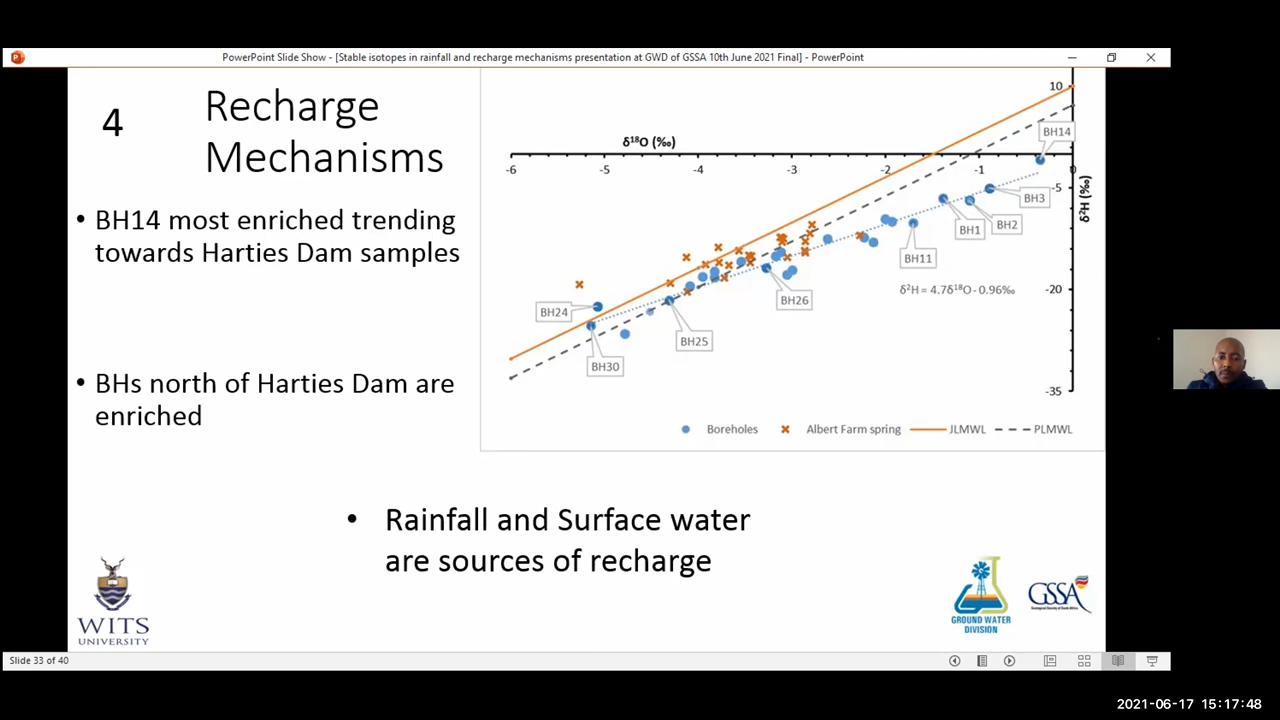 PowerPoint Slide Show - [Stable isotopes in rainfall and recharge mechanisms presentation at GWD of GSSA 10th June 2021 Final] - PowerPoint
4
Recharge
Mechanisms
• BH14 most enriched trending
towards Harties Dam samples
• BHs north of Harties Dam are
enriched
δ¹⁸O (‰)
-6 -5 -4 -3 -2 -1 0
10
-5
-20
-35
δ²H (‰)
BH14
BH3
BH2
BH1
BH11
BH26
BH24
BH25
BH30
δ²H = 4.7δ¹⁸O - 0.96‰
Boreholes Albert Farm spring JLMWL PLMWL
• Rainfall and Surface water
are sources of recharge
WITS
UNIVERSITY
GROUND WATER
DIVISION
GSSA
Slide 33 of 40
2021-06-17 15:17:48